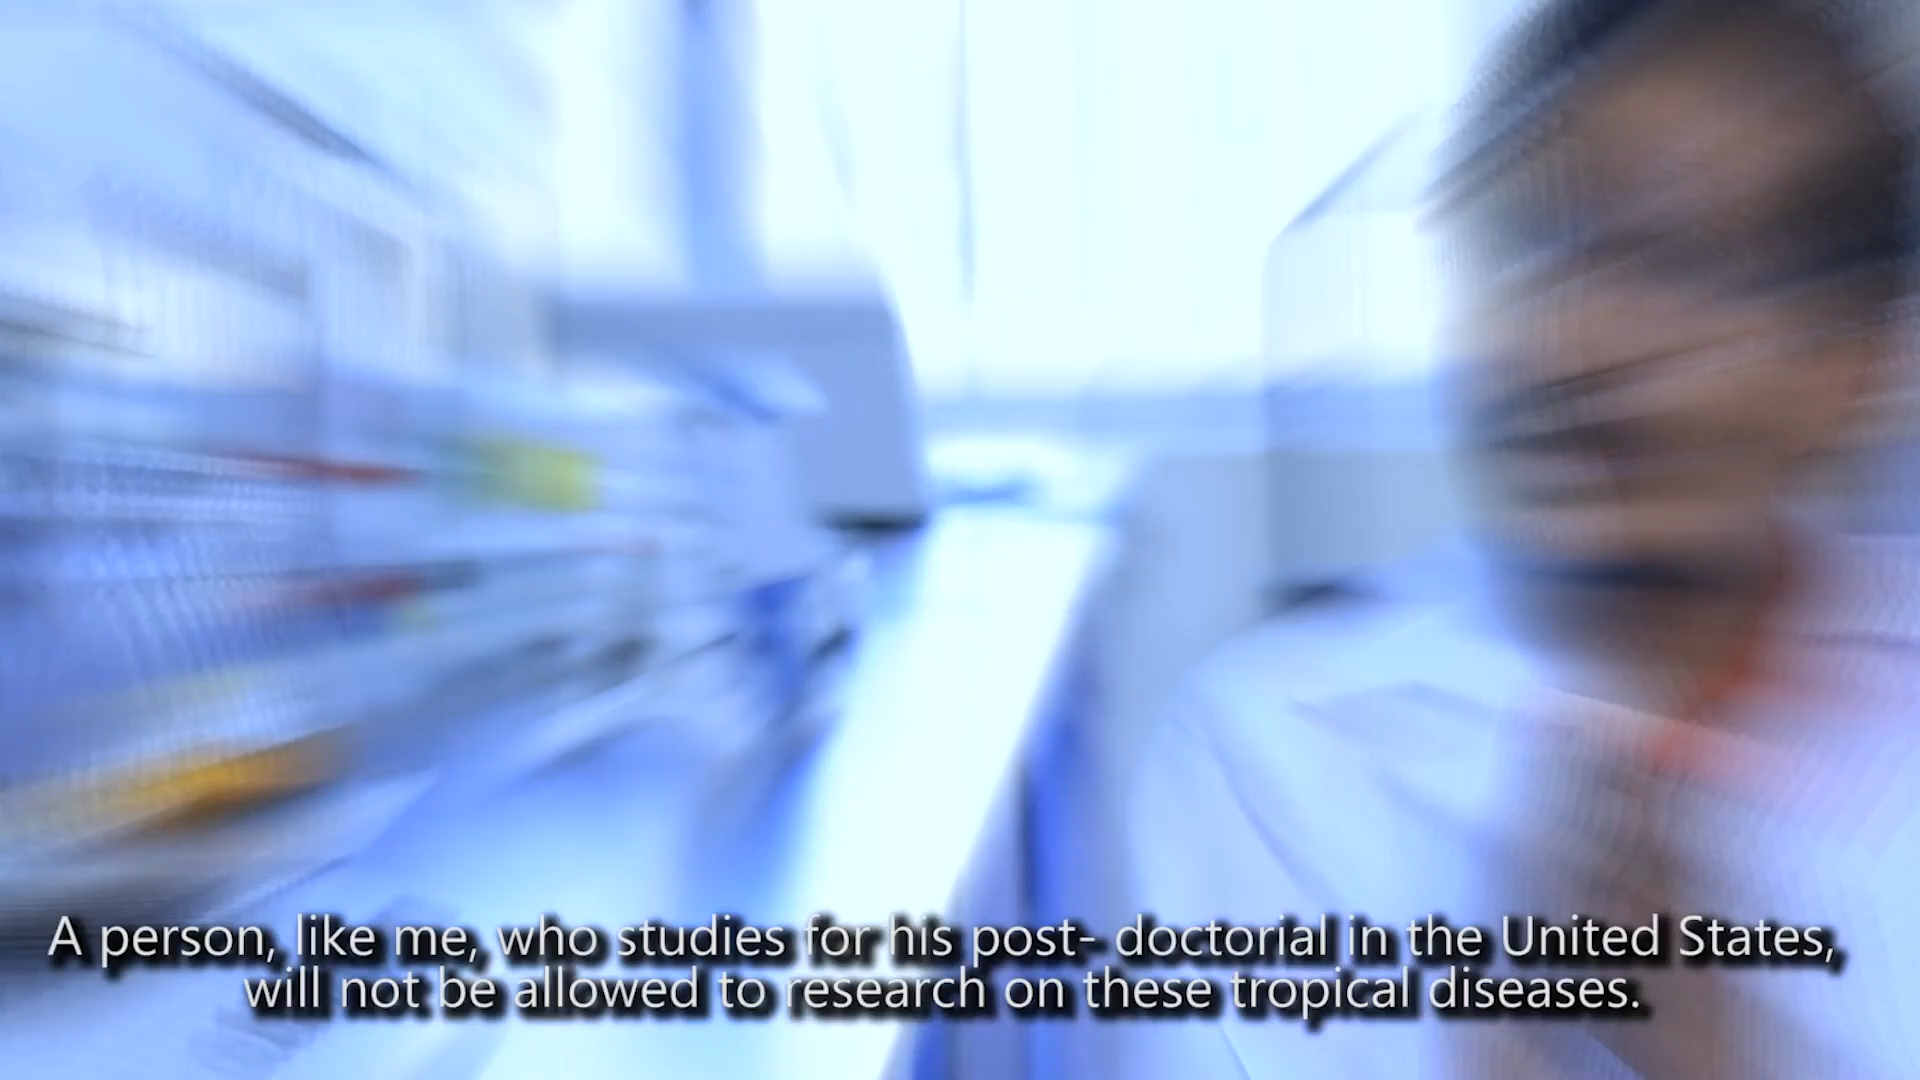 A person, like me, who studies for his post- doctorial in the United States,
will not be allowed to research on these tropical diseases.